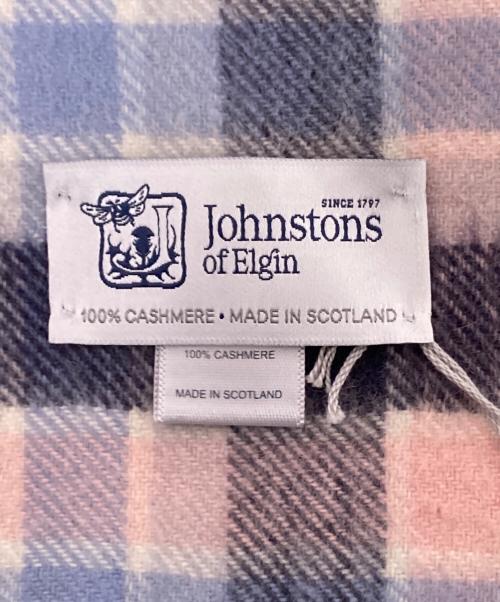 SINCE 1797
Johnstons
of Elgin
100% CASHMERE • MADE IN SCOTLAND
100% CASHMERE
MADE IN SCOTLAND